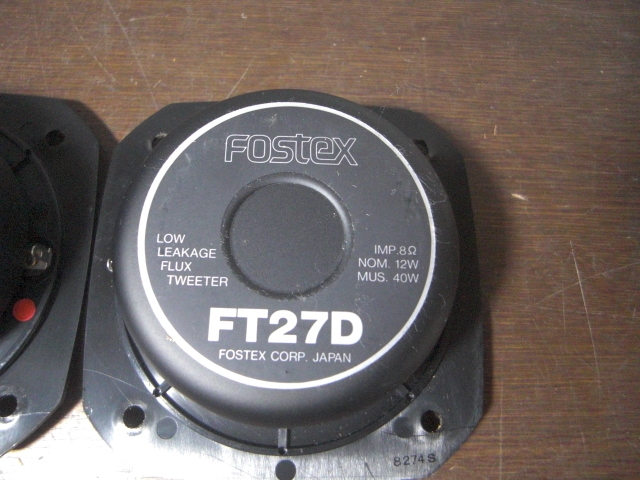 FOSTEX
LOW
LEAKAGE
FLUX
TWEETER
IMP.8Ω
NOM. 12W
MUS. 40W
FT27D
FOSTEX CORP. JAPAN
8274S